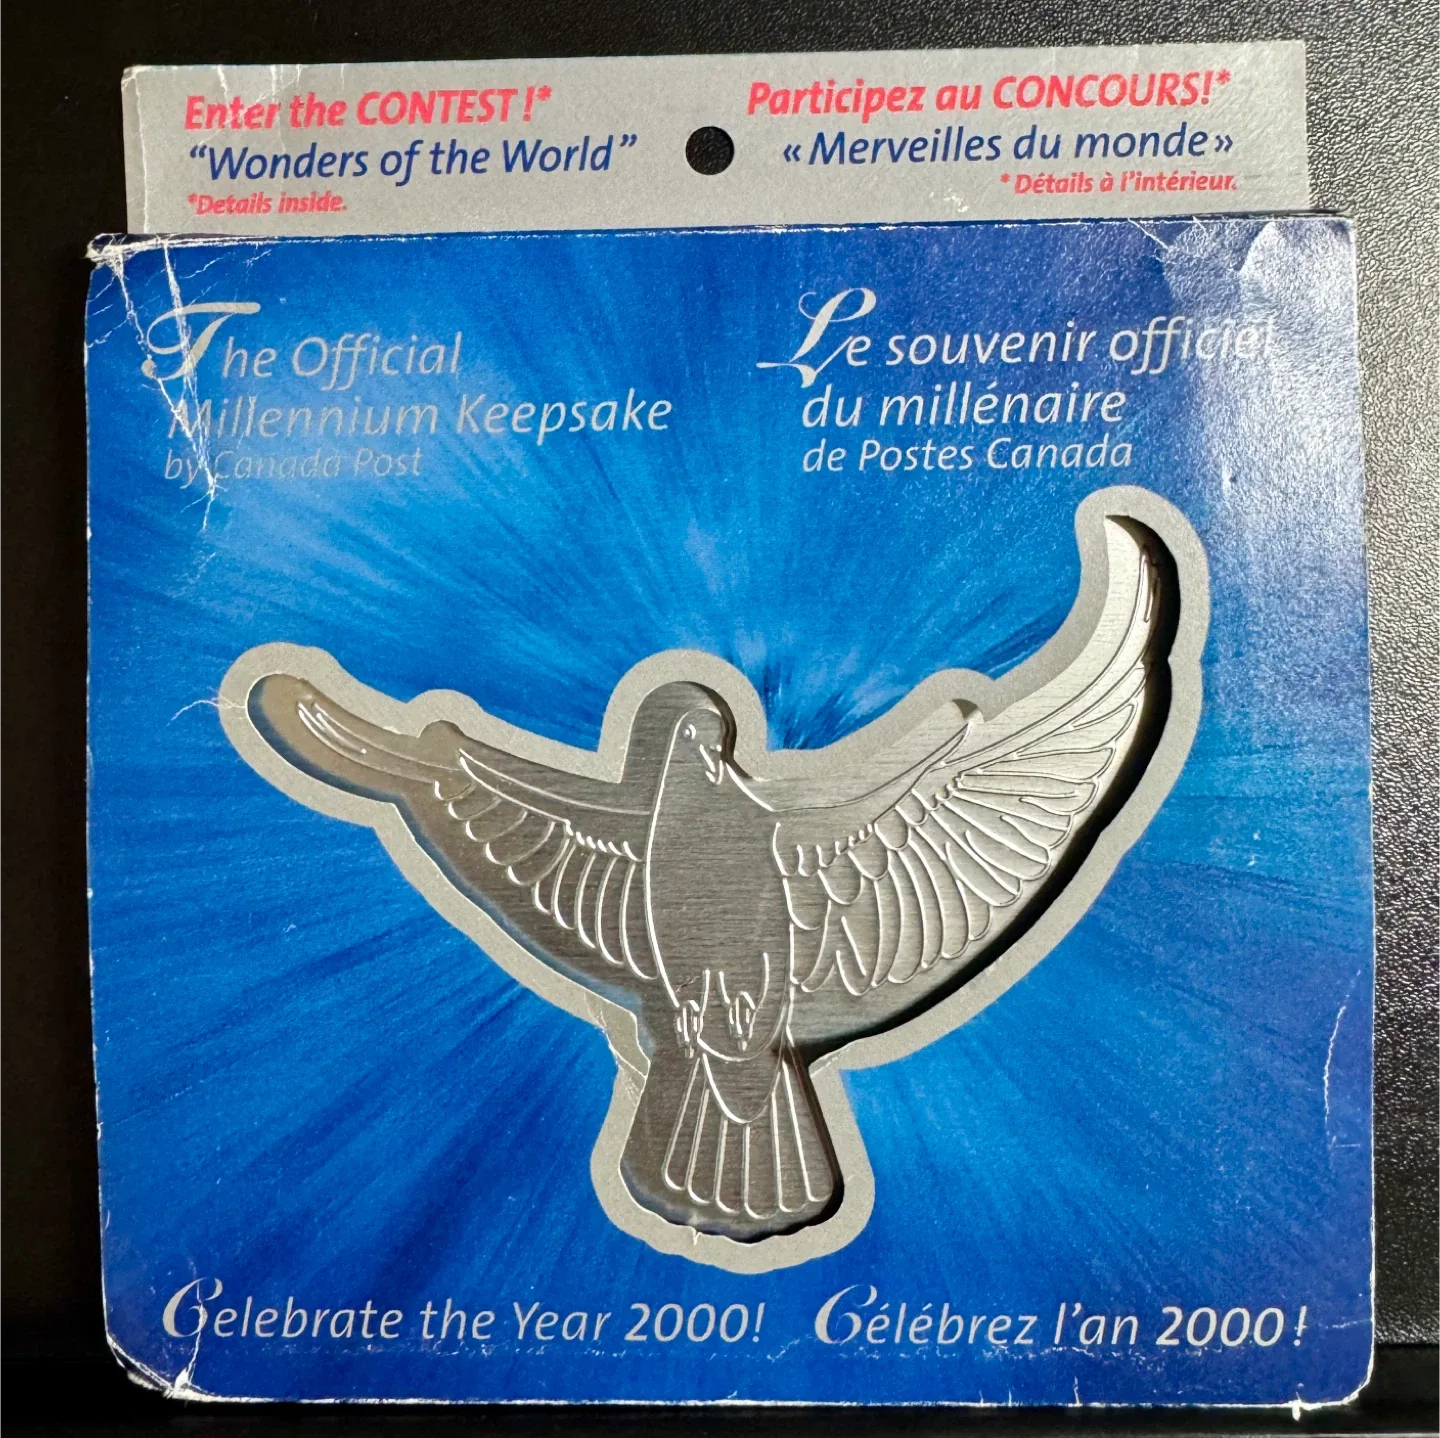 Enter the CONTEST!*
“Wonders of the World”
*Details inside.
Participez au CONCOURS!*
« Merveilles du monde »
*Détails à l’intérieur.
The Official
Millennium Keepsake
by Canada Post
Le souvenir officiel
du millénaire
de Postes Canada
Celebrate the Year 2000!
Célébrez l’an 2000 !